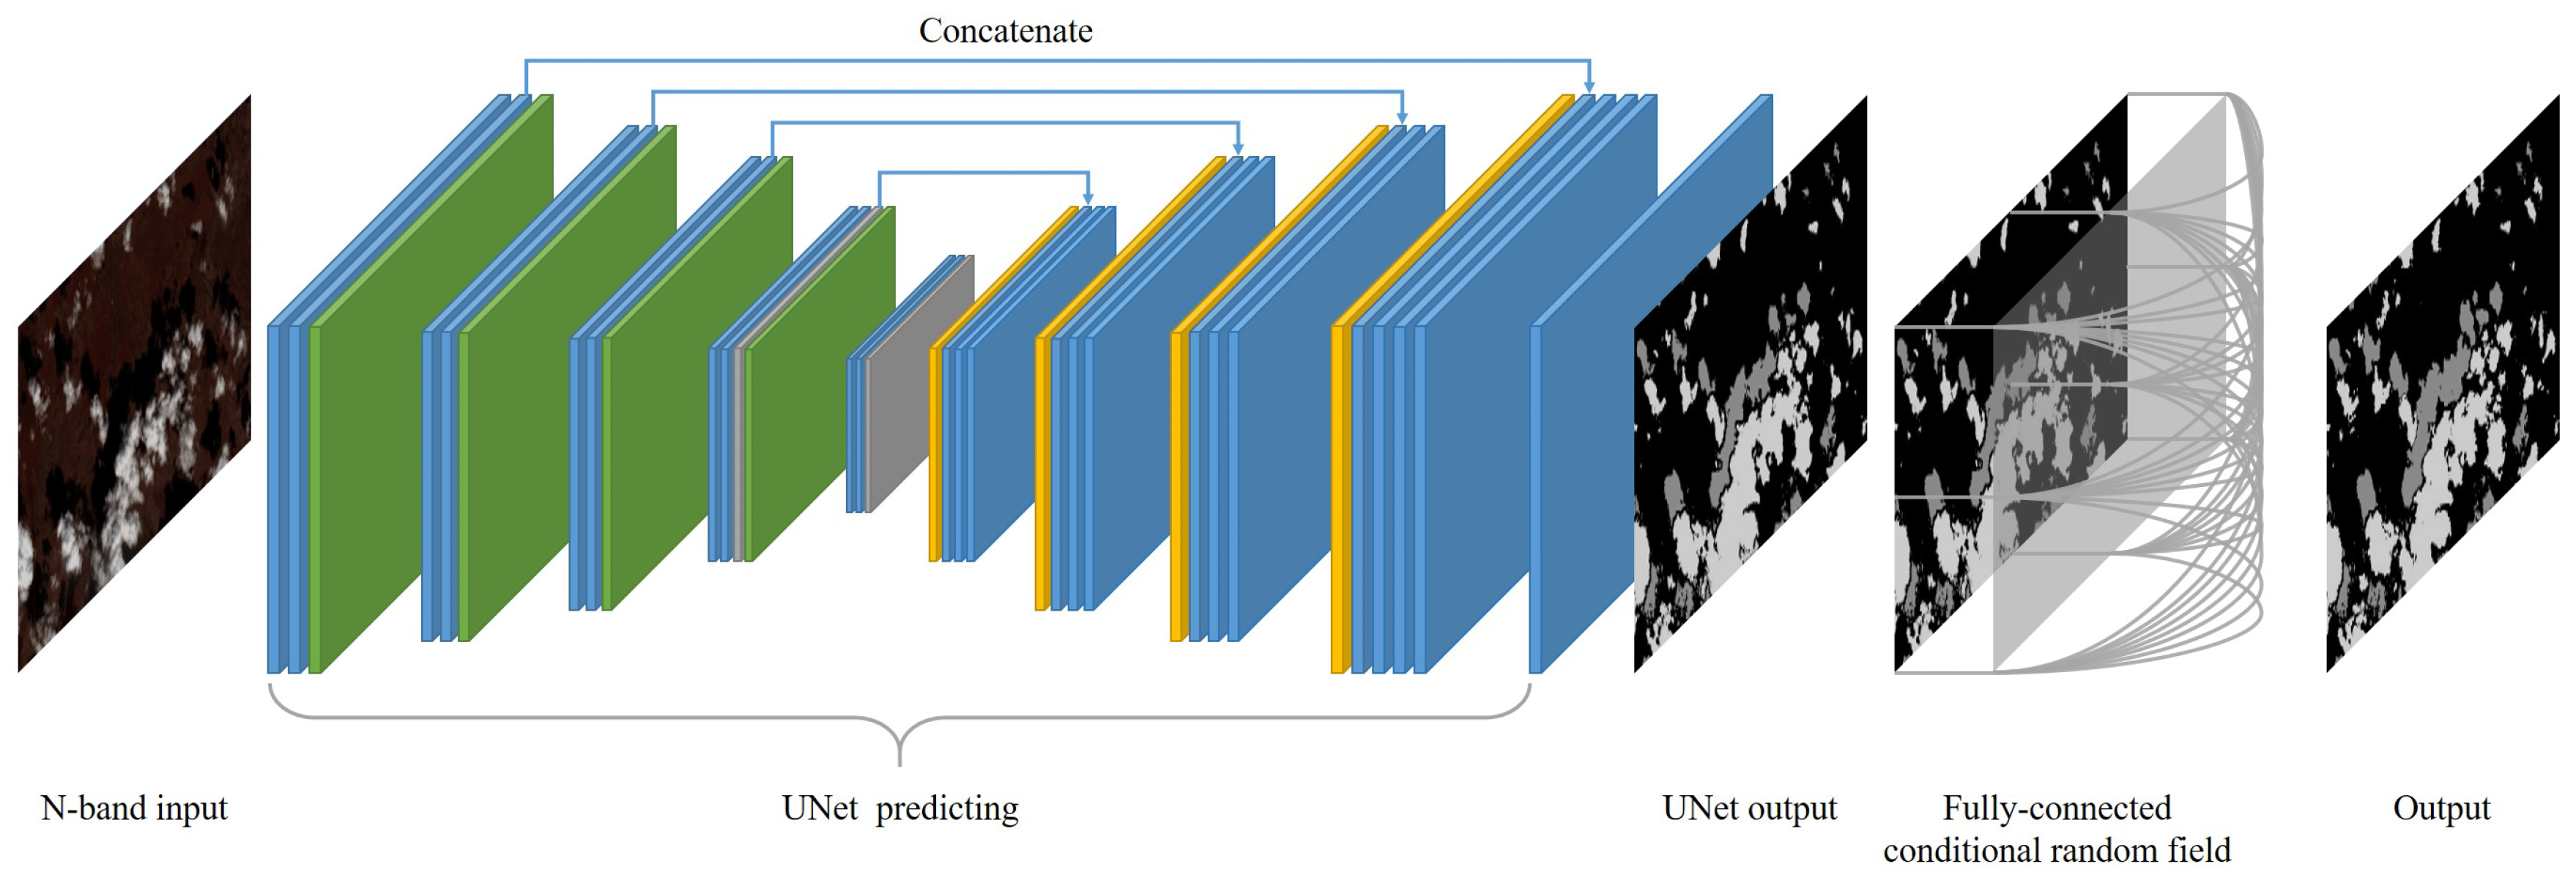 Concatenate
N-band input
UNet predicting
UNet output
Fully-connected
conditional random field
Output